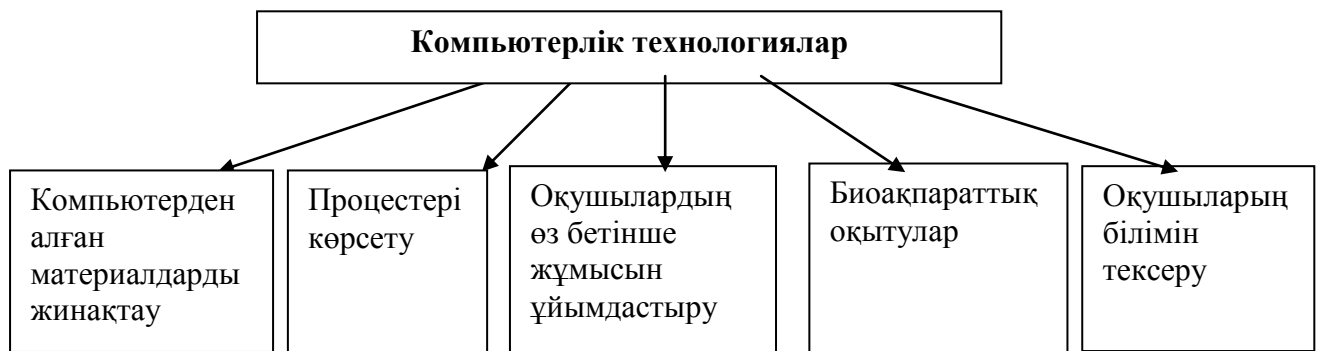 Компьютерлік технологиялар
Компьютерден
алған
материалдарды
жинақтау
Процестері
көрсету
Оқушылардың
өз бетінше
жұмысын
ұйымдастыру
Биоақпараттық
оқытулар
Оқушыларың
білімін
тексеру